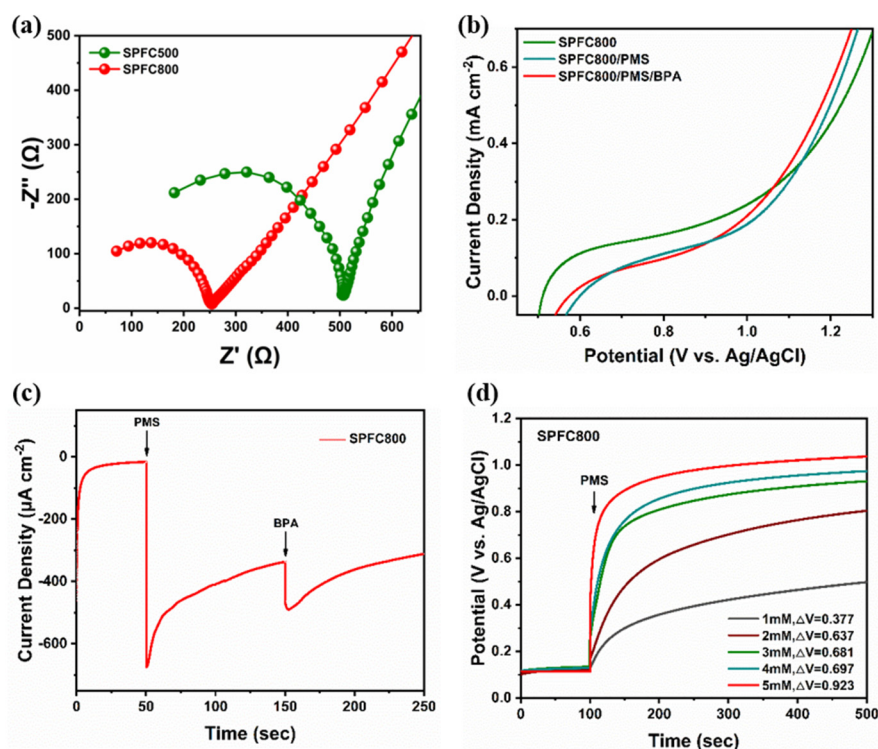 (a)
SPFC500
SPFC800
500
400
300
200
100
0
-Z'' (Ω)
0 100 200 300 400 500 600
Z' (Ω)
(b)
SPFC800
SPFC800/PMS
SPFC800/PMS/BPA
0.6
0.4
0.2
0.0
Current Density (mA cm⁻²)
0.6 0.8 1.0 1.2
Potential (V vs. Ag/AgCl)
(c)
PMS
SPFC800
BPA
0
-200
-400
-600
Current Density (µA cm⁻²)
0 50 100 150 200 250
Time (sec)
(d)
SPFC800
PMS
1.2
1.0
0.8
0.6
0.4
0.2
0.0
Potential (V vs. Ag/AgCl)
1mM,△V=0.377
2mM,△V=0.637
3mM,△V=0.681
4mM,△V=0.697
5mM,△V=0.923
0 100 200 300 400 500
Time (sec)